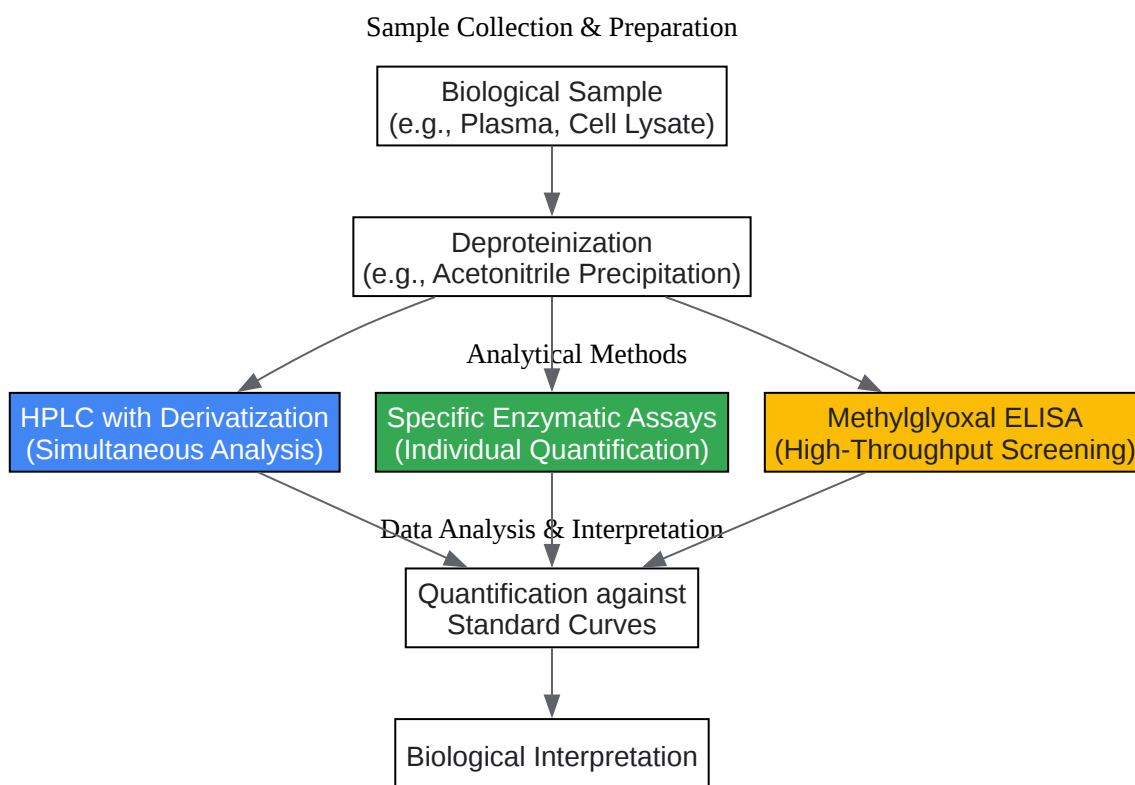 Sample Collection & Preparation
Biological Sample
(e.g., Plasma, Cell Lysate)
Deproteinization
(e.g., Acetonitrile Precipitation)
Analytical Methods
HPLC with Derivatization
(Simultaneous Analysis)
Specific Enzymatic Assays
(Individual Quantification)
Methylglyoxal ELISA
(High-Throughput Screening)
Data Analysis & Interpretation
Quantification against
Standard Curves
Biological Interpretation